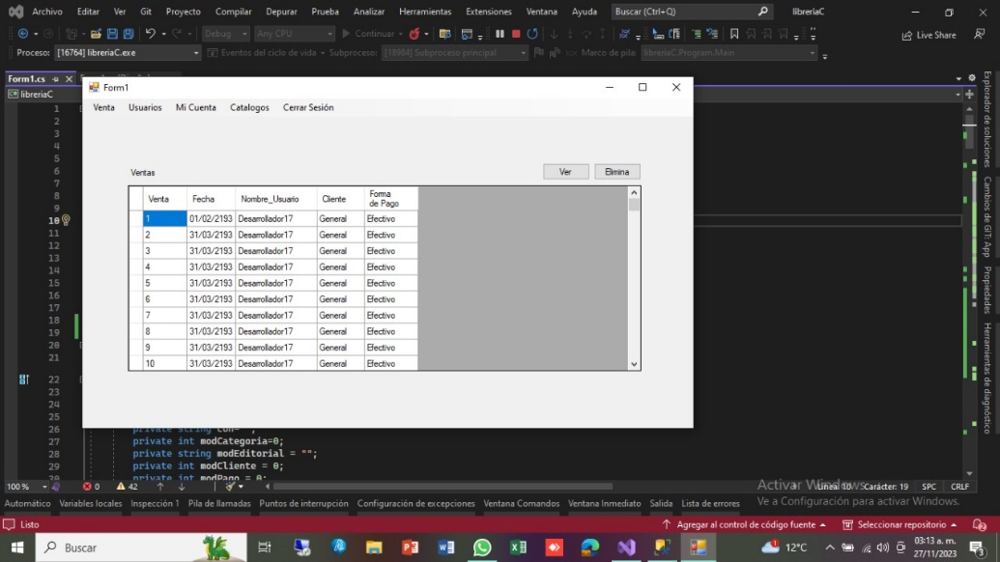 Archivo Editar Ver Git Proyecto Compilar Depurar Prueba Analizar Herramientas Extensiones Ventana Ayuda Buscar (Ctrl+Q) libreriaC
Debug Any CPU Continuar Live Share
Proceso: [16764] libreriaC.exe Eventos del ciclo de vida Subproceso: [18984] Subproceso principal Marco de pila: libreriaC.Program.Main
Form1.cs
libreriaC
Form1
Venta Usuarios Mi Cuenta Catalogos Cerrar Sesión
Ventas Ver Elimina
Venta Fecha Nombre_Usuario Cliente Forma de Pago
1 01/02/2193 Desarrollador17 General Efectivo
2 31/03/2193 Desarrollador17 General Efectivo
3 31/03/2193 Desarrollador17 General Efectivo
4 31/03/2193 Desarrollador17 General Efectivo
5 31/03/2193 Desarrollador17 General Efectivo
6 31/03/2193 Desarrollador17 General Efectivo
7 31/03/2193 Desarrollador17 General Efectivo
8 31/03/2193 Desarrollador17 General Efectivo
9 31/03/2193 Desarrollador17 General Efectivo
10 31/03/2193 Desarrollador17 General Efectivo
1
2
3
4
5
6
7
8
9
10
11
12
13
14
15
16
17
18
19
20
21
22
23
24
25
26 private string con= "";
27 private int modCategoria=0;
28 private string modEditorial = "";
29 private int modCliente = 0;
30 private int modPago = 0;
Explorador de soluciones
Cambios de GIT: App
Propiedades
Herramientas de diagnóstico
100 % 0 42 Línea: 10 Carácter: 19 SPC CRLF
Activar Windows
Ve a Configuración para activar Windows.
Automático Variables locales Inspección 1 Pila de llamadas Puntos de interrupción Configuración de excepciones Ventana Comandos Ventana Inmediato Salida Lista de errores
Listo Agregar al control de código fuente Seleccionar repositorio
Buscar 12°C 03:13 a. m.
27/11/2023